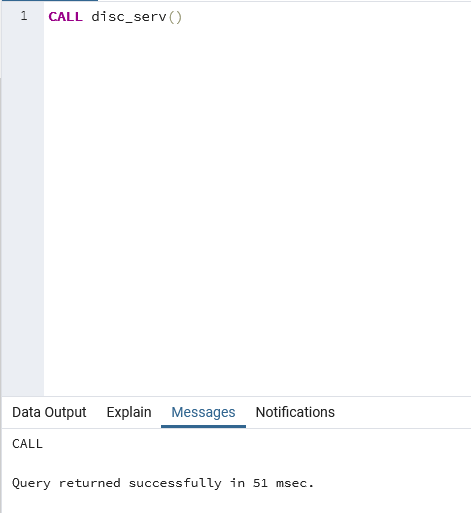 1 CALL disc_serv()
Data Output Explain Messages Notifications
CALL
Query returned successfully in 51 msec.